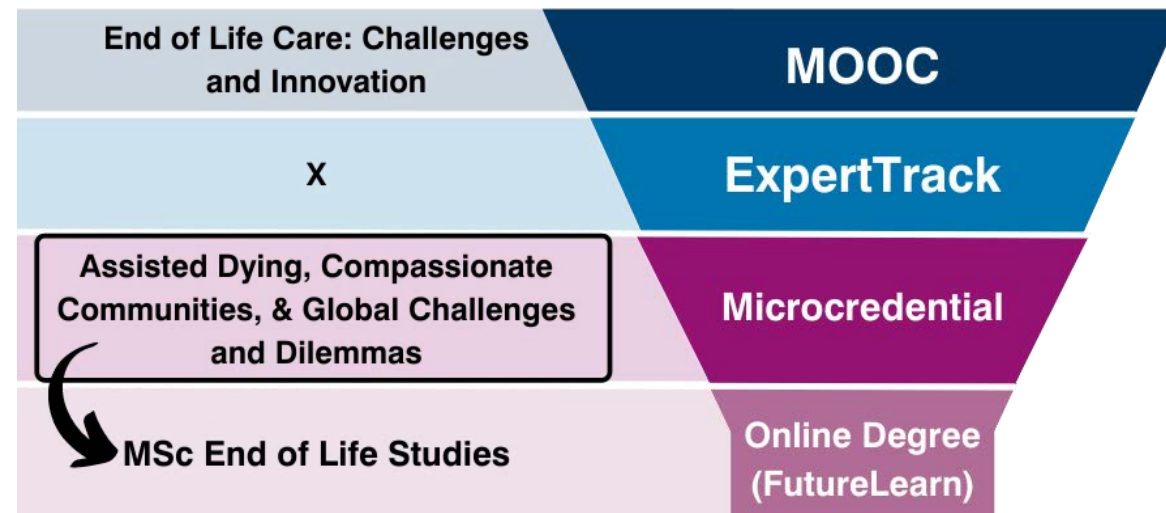 End of Life Care: Challenges
and Innovation
MOOC
X
ExpertTrack
Assisted Dying, Compassionate
Communities, & Global Challenges
and Dilemmas
Microcredential
MSc End of Life Studies
Online Degree
(FutureLearn)